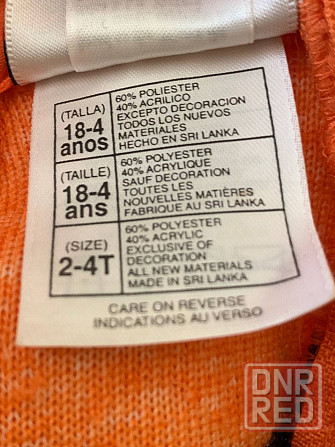 (TALLA)
18-4
anos
60% POLIESTER
40% ACRILICO
EXCEPTO DECORACION
TODOS LOS NUEVOS
MATERIALES
HECHO EN SRI LANKA
(TAILLE)
18-4
ans
60% POLYESTER
40% ACRYLIQUE
SAUF DECORATION
TOUTES LES
NOUVELLES MATIÈRES
FABRIQUE AU SRI LANKA
(SIZE)
2-4T
60% POLYESTER
40% ACRYLIC
EXCLUSIVE OF
DECORATION
ALL NEW MATERIALS
MADE IN SRI LANKA
CARE ON REVERSE
INDICATIONS AU VERSO
DNR
RED